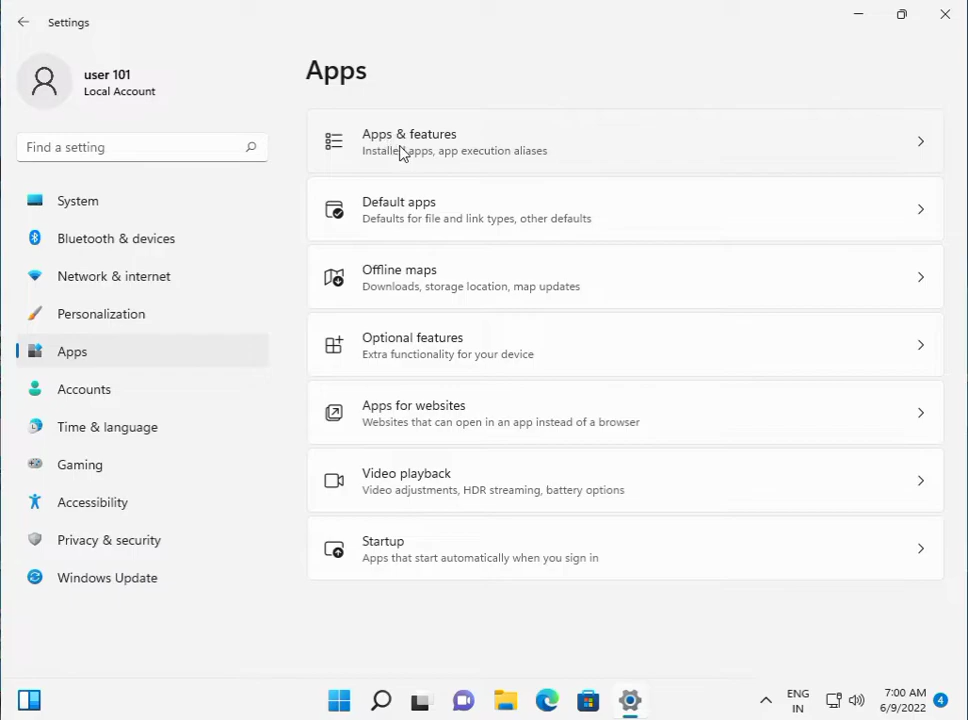 Settings
user 101
Local Account
Find a setting
System
Bluetooth & devices
Network & internet
Personalization
Apps
Accounts
Time & language
Gaming
Accessibility
Privacy & security
Windows Update
Apps
Apps & features
Installed apps, app execution aliases
Default apps
Defaults for file and link types, other defaults
Offline maps
Downloads, storage location, map updates
Optional features
Extra functionality for your device
Apps for websites
Websites that can open in an app instead of a browser
Video playback
Video adjustments, HDR streaming, battery options
Startup
Apps that start automatically when you sign in
ENG
IN
7:00 AM
6/9/2022
4